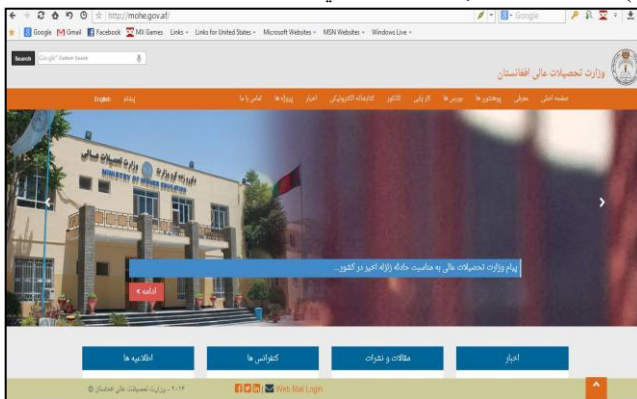 http://mohe.gov.af/
Google
Google Gmail Facebook MX Games Links Links for United States Microsoft Websites MSN Websites Windows Live
Search
وزارت تحصیلات عالی افغانستان
صفحه اصلی معرفی پوهنتون ها بورس ها کاریابی کانکور کتابخانه الکترونیکی اخبار پروژه ها تماس با ما پښتو English
وزارت تحصیلات عالی
MINISTRY OF HIGHER EDUCATION
پیام وزارت تحصیلات عالی به مناسبت حادثه زلزله اخیر در کشور...
ادامه
اخبار مقالات و نشرات کنفرانس ها اطلاعیه ها
Web Mail Login
وزارت تحصیلات عالی افغانستان ©